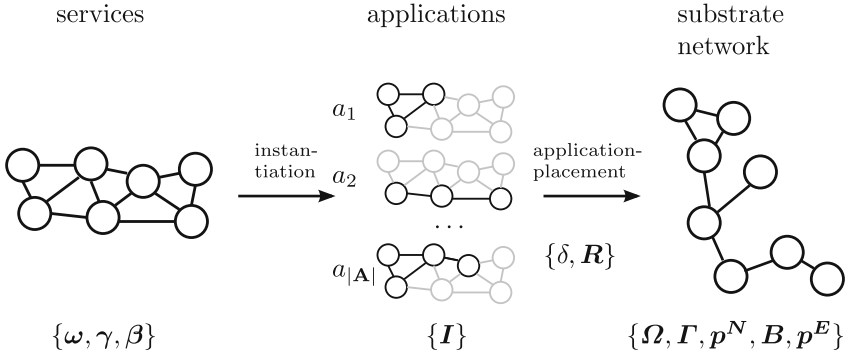 services
applications
substrate
network
a₁
instan-
tiation
a₂
application-
placement
...
a|A|
{δ, R}
{ω, γ, β}
{I}
{Ω, Γ, pᴺ, B, pᴱ}